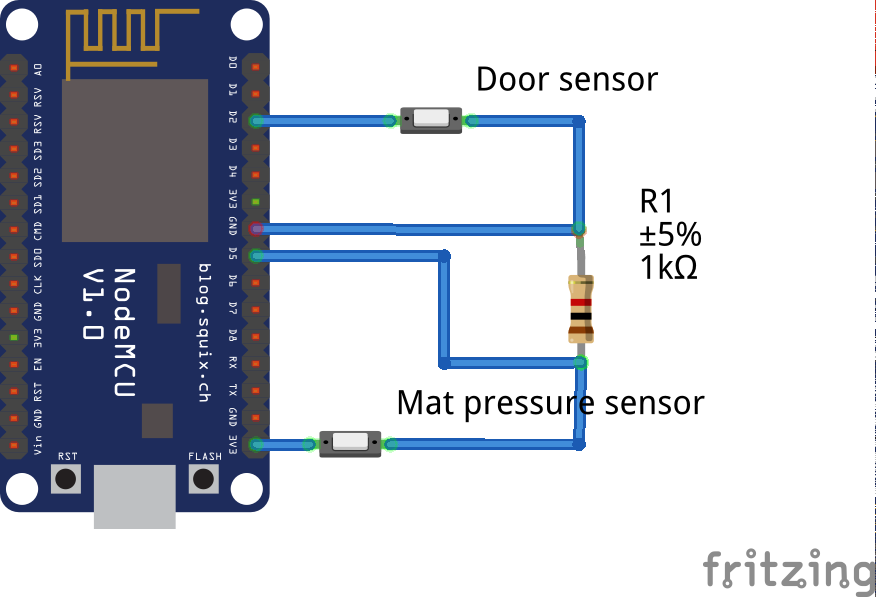 A0
RSV
RSV
SD3
SD2
SD1
CMD
SD0
CLK
GND
3V3
EN
RST
GND
Vin
D0
D1
D2
D3
D4
3V3
GND
D5
D6
D7
D8
RX
TX
GND
3V3
blog.squix.ch
NodeMCU
V1.0
RST
FLASH
Door sensor
R1
±5%
1kΩ
Mat pressure sensor
fritzing